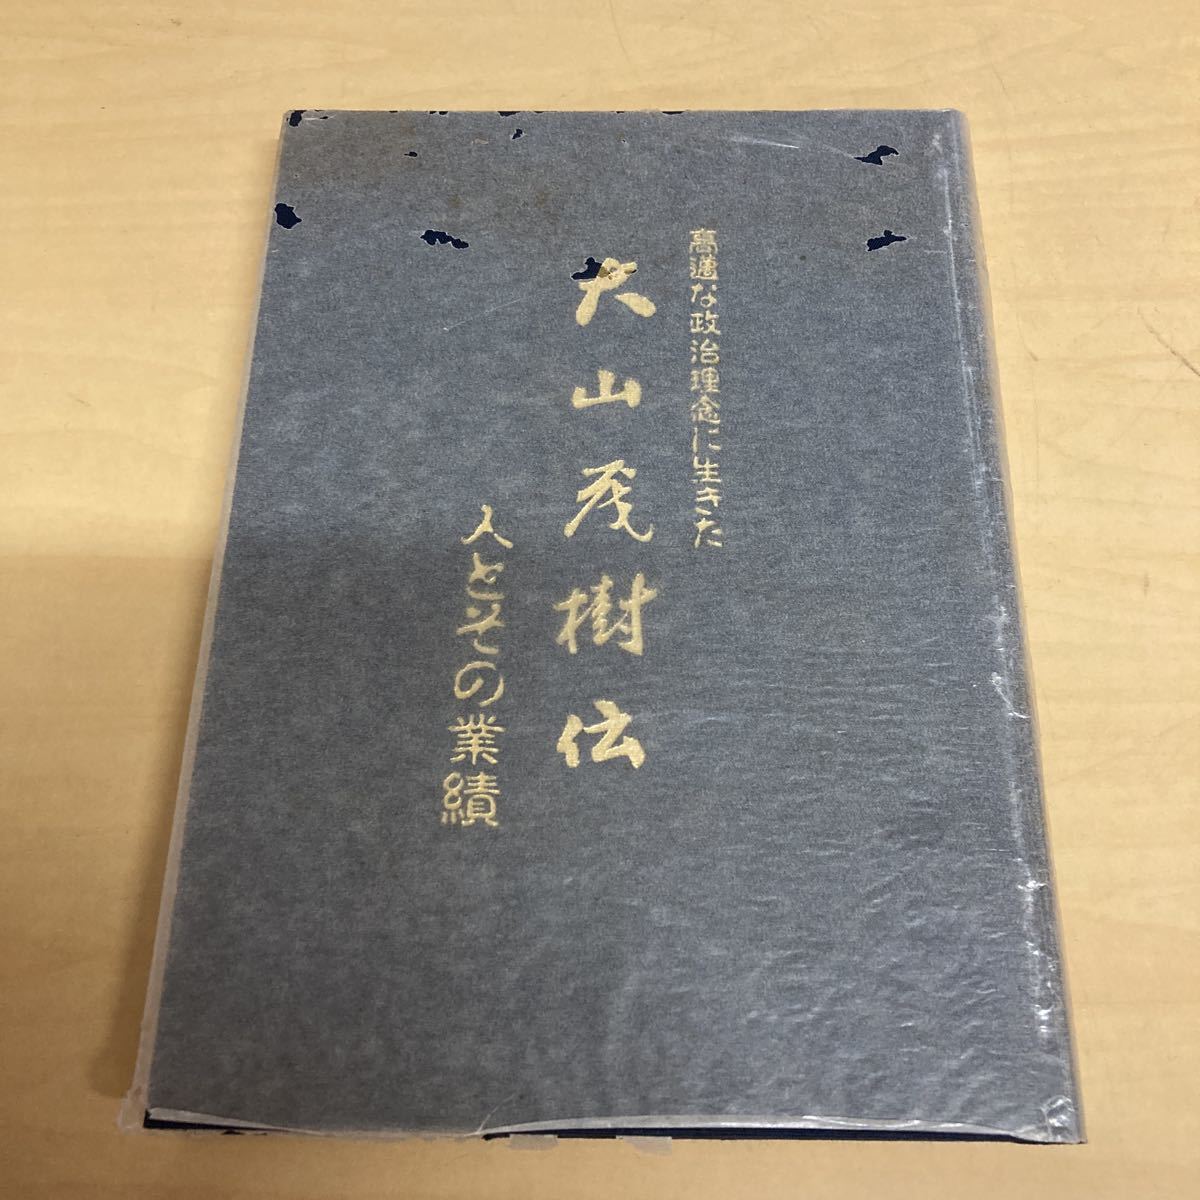 高邁な政治理念に生きた
大山茂樹伝
人とその業績